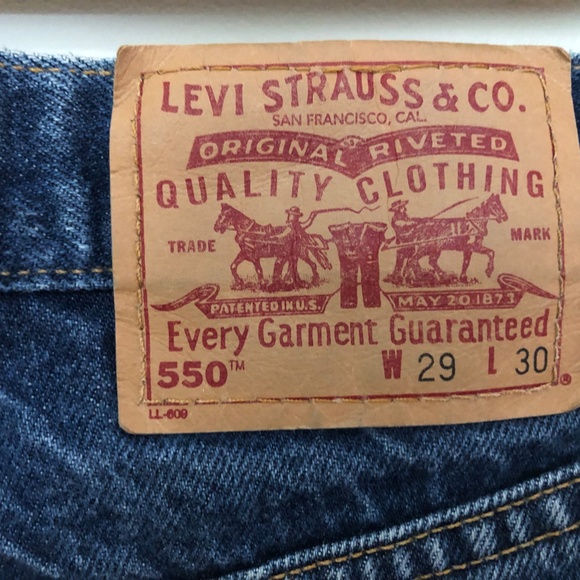 LEVI STRAUSS & CO.
SAN FRANCISCO, CAL.
ORIGINAL RIVETED
QUALITY CLOTHING
TRADE MARK
PATENTED IN U.S. MAY 20 1873
Every Garment Guaranteed
550™ W 29 L 30 ®
LL-609